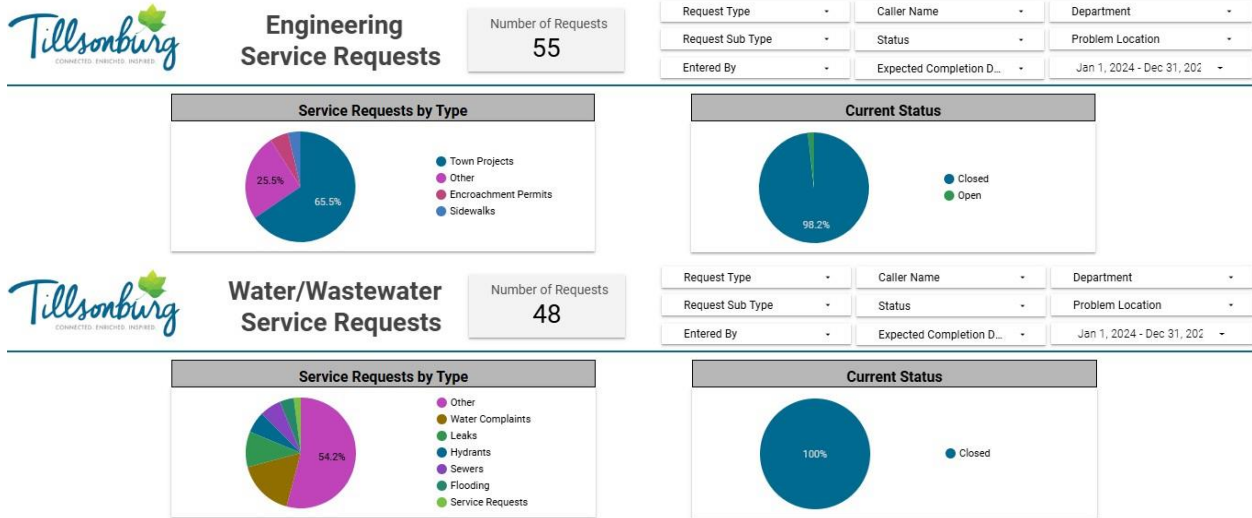 Tillsonburg
CONNECTED. ENRICHED. INSPIRED.
Engineering
Service Requests
Number of Requests
55
Request Type
Caller Name
Department
Request Sub Type
Status
Problem Location
Entered By
Expected Completion D...
Jan 1, 2024 - Dec 31, 202
Service Requests by Type
25.5%
65.5%
Town Projects
Other
Encroachment Permits
Sidewalks
Current Status
98.2%
Closed
Open
Tillsonburg
CONNECTED. ENRICHED. INSPIRED.
Water/Wastewater
Service Requests
Number of Requests
48
Request Type
Caller Name
Department
Request Sub Type
Status
Problem Location
Entered By
Expected Completion D...
Jan 1, 2024 - Dec 31, 202
Service Requests by Type
54.2%
Other
Water Complaints
Leaks
Hydrants
Sewers
Flooding
Service Requests
Current Status
100%
Closed